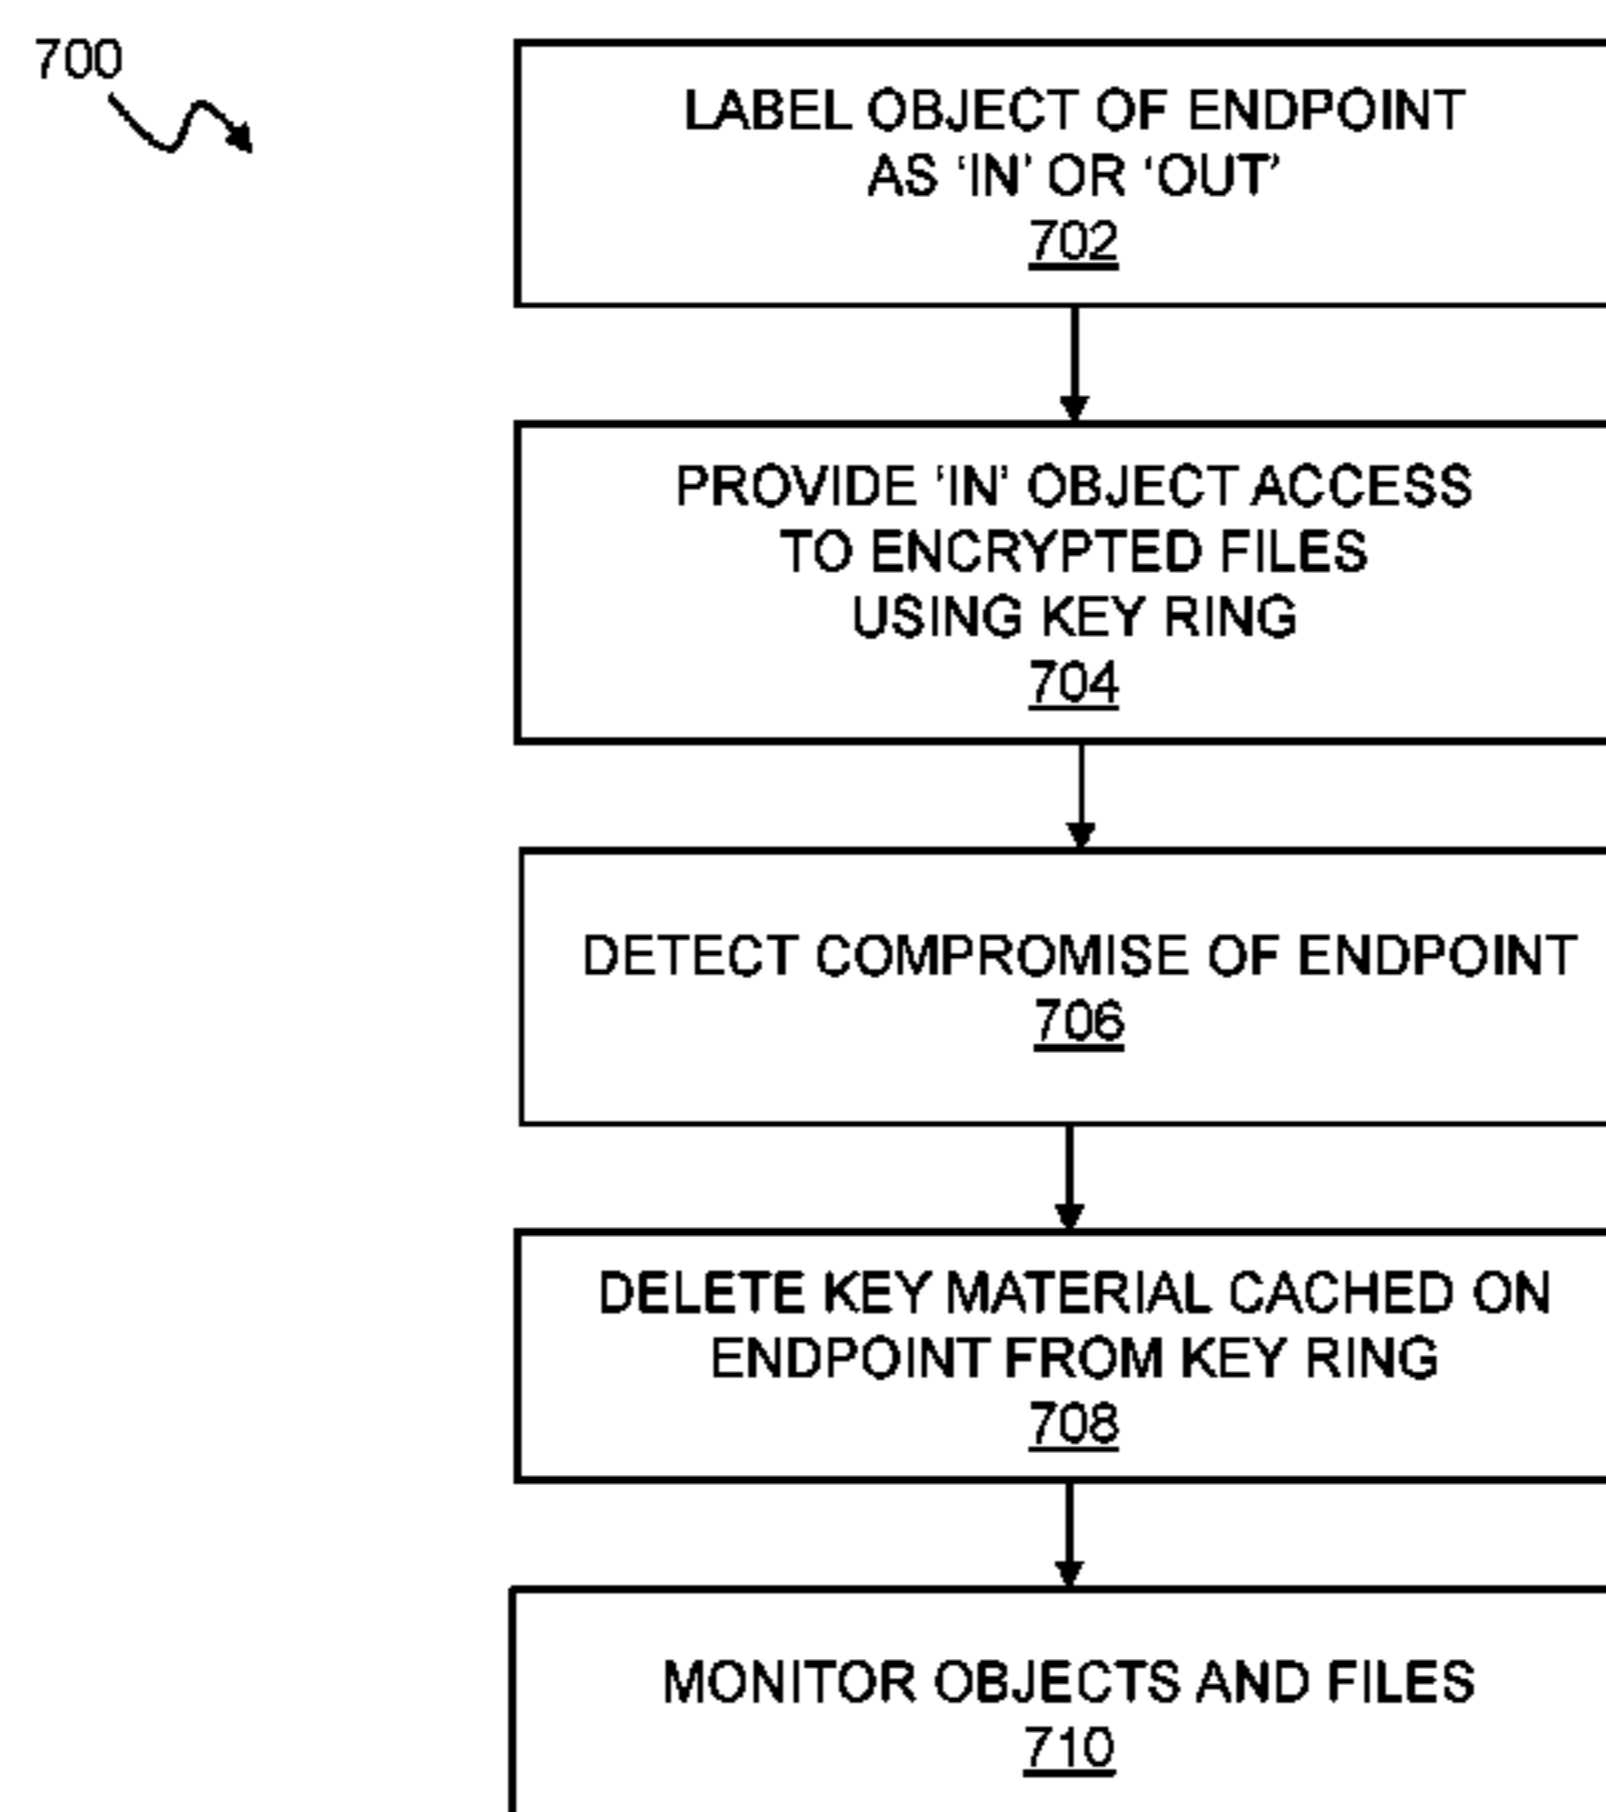 700
LABEL OBJECT OF ENDPOINT
AS ‘IN’ OR ‘OUT’
702
PROVIDE 'IN' OBJECT ACCESS
TO ENCRYPTED FILES
USING KEY RING
704
DETECT COMPROMISE OF ENDPOINT
706
DELETE KEY MATERIAL CACHED ON
ENDPOINT FROM KEY RING
708
MONITOR OBJECTS AND FILES
710